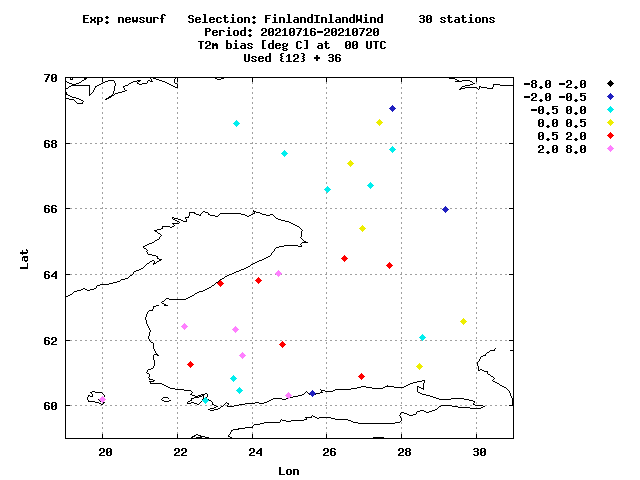 Exp: newsurf Selection: FinlandInlandWind 30 stations
Period: 20210716-20210720
T2m bias [deg C] at 00 UTC
Used {12} + 36
70
68
66
64
62
60
Lat
20 22 24 26 28 30
Lon
-8.0 -2.0
-2.0 -0.5
-0.5 0.0
0.0 0.5
0.5 2.0
2.0 8.0